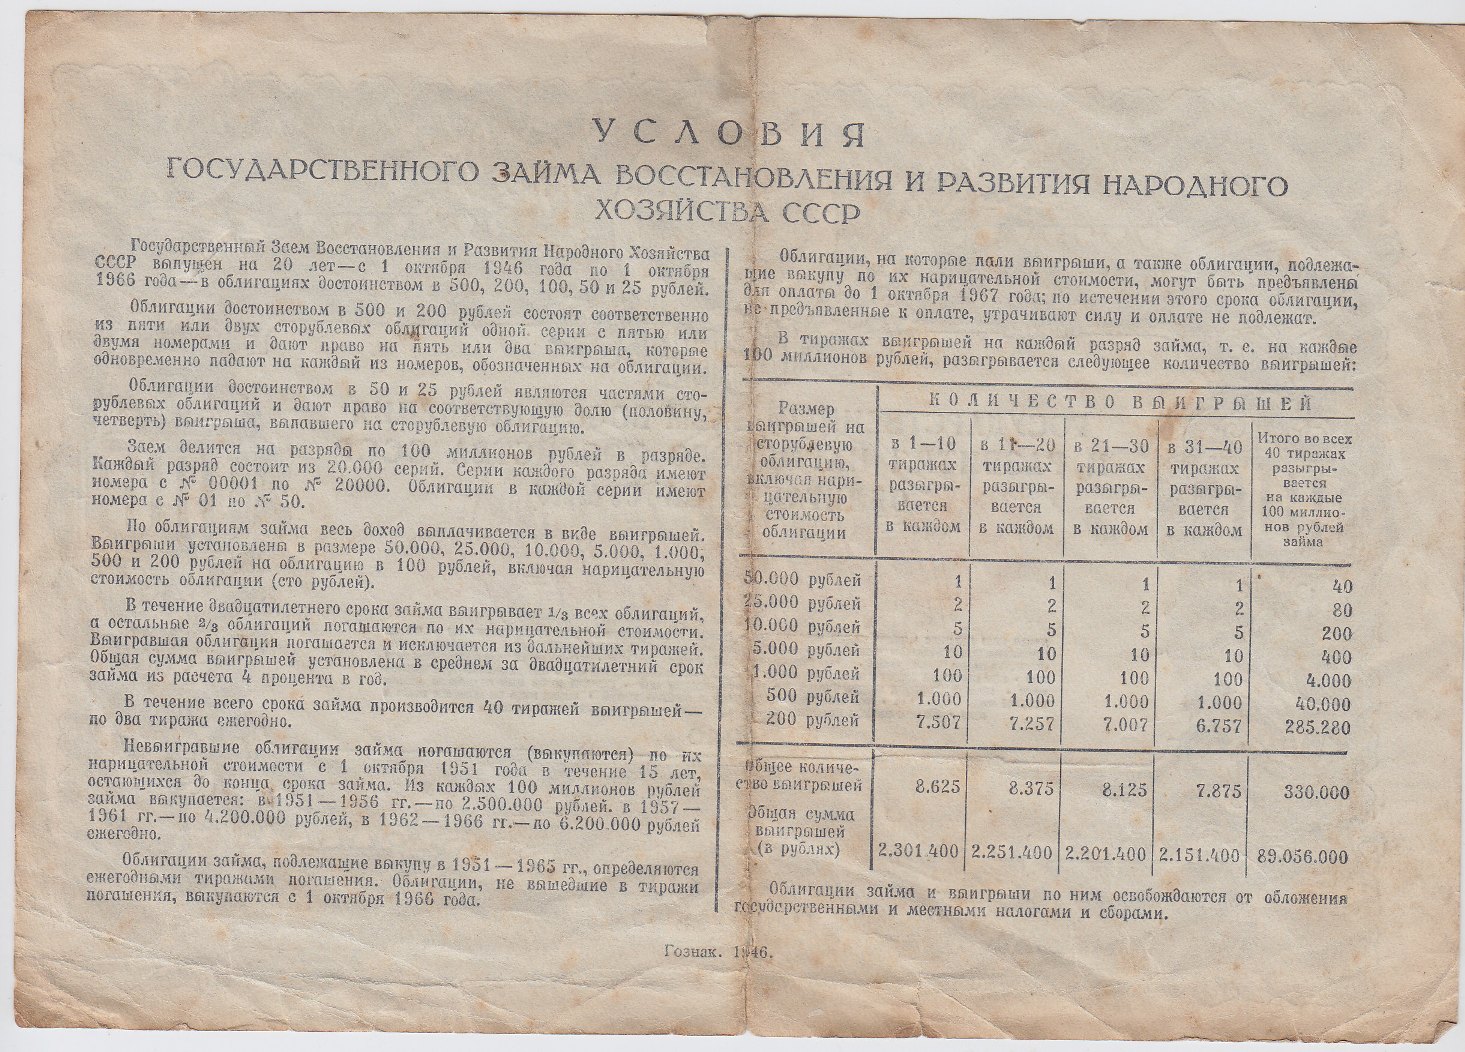 УСЛОВИЯ
ГОСУДАРСТВЕННОГО ЗАЙМА ВОССТАНОВЛЕНИЯ И РАЗВИТИЯ НАРОДНОГО
ХОЗЯЙСТВА СССР
Государственный Заем Восстановления и Развития Народного Хозяйства
СССР выпущен на 20 лет—с 1 октября 1946 года по 1 октября
1966 года—в облигациях достоинством в 500, 200, 100, 50 и 25 рублей.
Облигации достоинством в 500 и 200 рублей состоят соответственно
из пяти или двух сторублевых облигаций одной серии с пятью или
двумя номерами и дают право на пять или два выигрыша, которые
одновременно падают на каждый из номеров, обозначенных на облигации.
Облигации достоинством в 50 и 25 рублей являются частями сто-
рублевых облигаций и дают право на соответствующую долю (половину,
четверть) выигрыша, выпавшего на сторублевую облигацию.
Заем делится на разряды по 100 миллионов рублей в разряде.
Каждый разряд состоит из 20.000 серий. Серии каждого разряда имеют
номера с № 00001 по № 20000. Облигации в каждой серии имеют
номера с № 01 по № 50.
По облигациям займа весь доход выплачивается в виде выигрышей.
Выигрыши установлены в размере 50.000, 25.000, 10.000, 5.000, 1.000,
500 и 200 рублей на облигацию в 100 рублей, включая нарицательную
стоимость облигации (сто рублей).
В течение двадцатилетнего срока займа выигрывает 1/3 всех облигаций,
а остальные 2/3 облигаций погашаются по их нарицательной стоимости.
Выигравшая облигация погашается и исключается из дальнейших тиражей.
Общая сумма выигрышей установлена в среднем за двадцатилетний срок
займа из расчета 4 процента в год.
В течение всего срока займа производится 40 тиражей выигрышей—
по два тиража ежегодно.
Невыигравшие облигации займа погашаются (выкупаются) по их
нарицательной стоимости с 1 октября 1951 года в течение 15 лет,
остающихся до конца срока займа. Из каждых 100 миллионов рублей
займа выкупается: в 1951—1956 гг.—по 2.500.000 рублей, в 1957—
1961 гг.—по 4.200.000 рублей, в 1962—1966 гг.—по 6.200.000 рублей
ежегодно.
Облигации займа, подлежащие выкупу в 1951—1965 гг., определяются
ежегодными тиражами погашения. Облигации, не вышедшие в тиражи
погашения, выкупаются с 1 октября 1966 года.
Облигации, на которые пали выигрыши, а также облигации, подлежа-
щие выкупу по их нарицательной стоимости, могут быть предъявлены
для оплаты до 1 октября 1967 года; по истечении этого срока облигации,
не предъявленные к оплате, утрачивают силу и оплате не подлежат.
В тиражах выигрышей на каждый разряд займа, т. е. на каждые
100 миллионов рублей, разыгрывается следующее количество выигрышей:
Размер
выигрышей на
сторублевую
облигацию,
включая нари-
цательную
стоимость
облигации
КОЛИЧЕСТВО ВЫИГРЫШЕЙ
в 1—10
тиражах
разыгры-
вается
в каждом
в 11—20
тиражах
разыгры-
вается
в каждом
в 21—30
тиражах
разыгры-
вается
в каждом
в 31—40
тиражах
разыгры-
вается
в каждом
Итого во всех
40 тиражах
разыгры-
вается
на каждые
100 миллио-
нов рублей
займа
50.000 рублей 1 1 1 1 40
25.000 рублей 2 2 2 2 80
10.000 рублей 5 5 5 5 200
5.000 рублей 10 10 10 10 400
1.000 рублей 100 100 100 100 4.000
500 рублей 1.000 1.000 1.000 1.000 40.000
200 рублей 7.507 7.257 7.007 6.757 285.280
Общее количе-
ство выигрышей 8.625 8.375 8.125 7.875 330.000
Общая сумма
выигрышей
(в рублях) 2.301.400 2.251.400 2.201.400 2.151.400 89.056.000
Облигации займа и выигрыши по ним освобождаются от обложения
государственными и местными налогами и сборами.
Гознак. 1946.